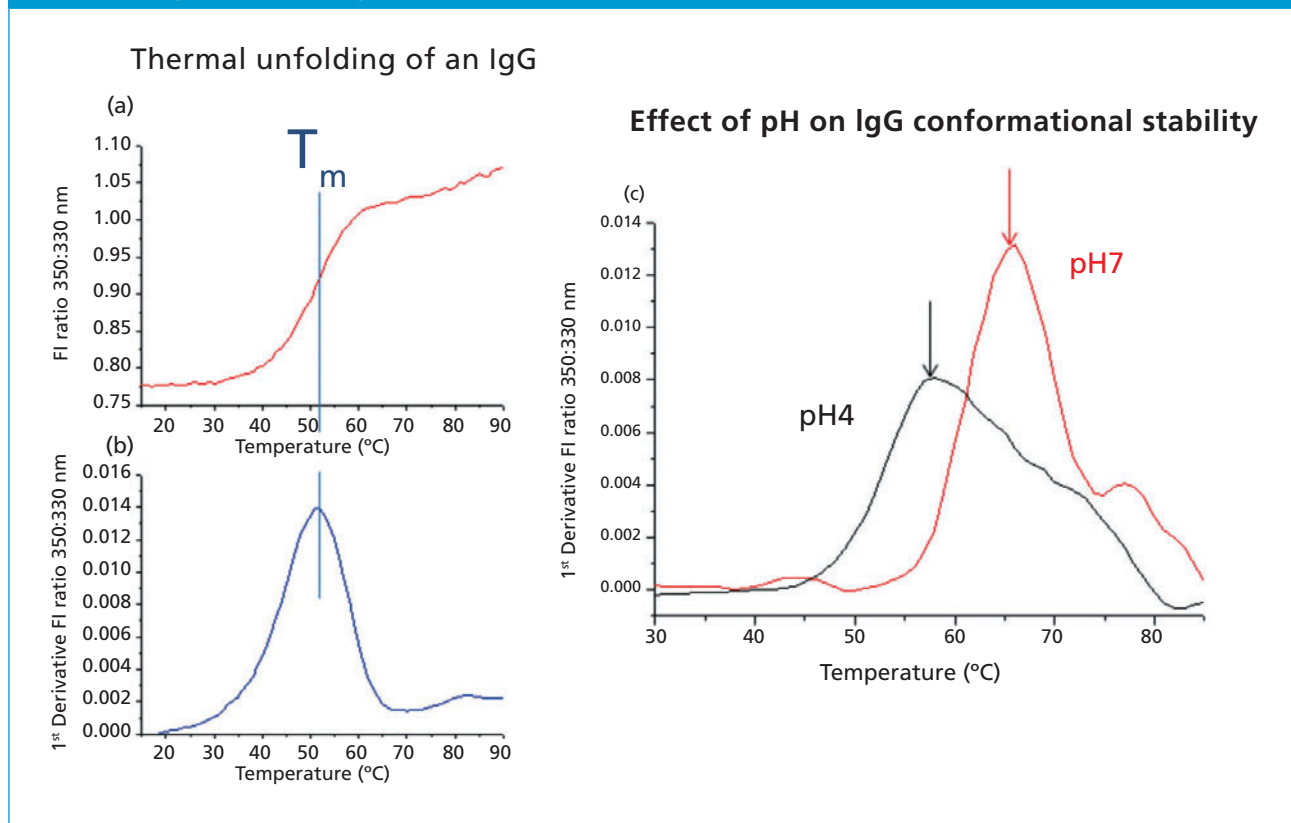 Thermal unfolding of an IgG
(a)
T
m
FI ratio 350:330 nm
1.10
1.05
1.00
0.95
0.90
0.85
0.80
0.75
20 30 40 50 60 70 80 90
Temperature (ºC)
(b)
1st Derivative FI ratio 350:330 nm
0.016
0.014
0.012
0.010
0.008
0.006
0.004
0.002
0.000
20 30 40 50 60 70 80 90
Temperature (ºC)
Effect of pH on IgG conformational stability
(c)
1st Derivative FI ratio 350:330 nm
0.014
0.012
0.010
0.008
0.006
0.004
0.002
0.000
pH7
pH4
30 40 50 60 70 80
Temperature (ºC)